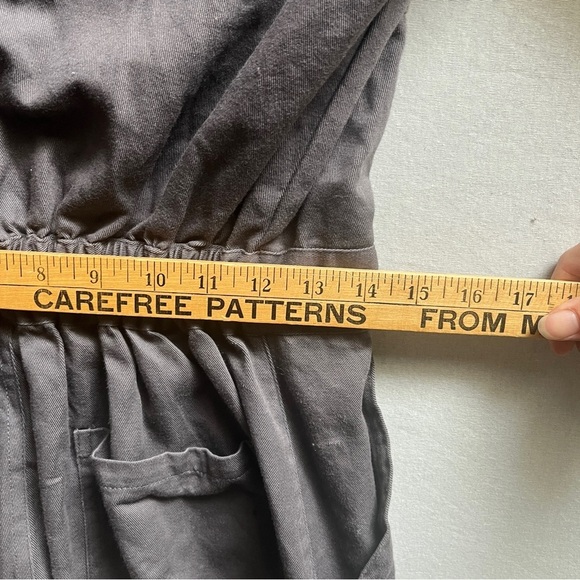 8 9 10 11 12 13 14 15 16 17
CAREFREE PATTERNS FROM M